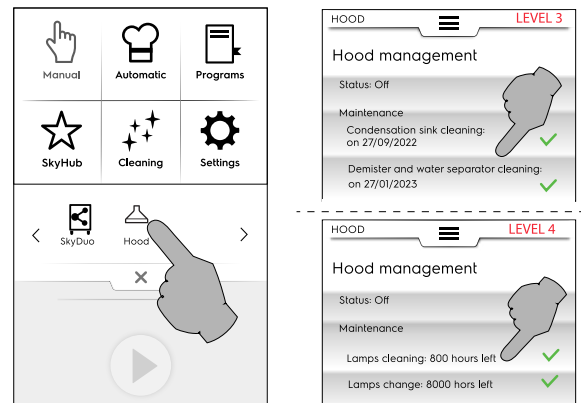 Manual
Automatic
Programs
SkyHub
Cleaning
Settings
SkyDuo
Hood
HOOD
LEVEL 3
Hood management
Status: Off
Maintenance
Condensation sink cleaning:
on 27/09/2022
Demister and water separator cleaning:
on 27/01/2023
HOOD
LEVEL 4
Hood management
Status: Off
Maintenance
Lamps cleaning: 800 hours left
Lamps change: 8000 hors left